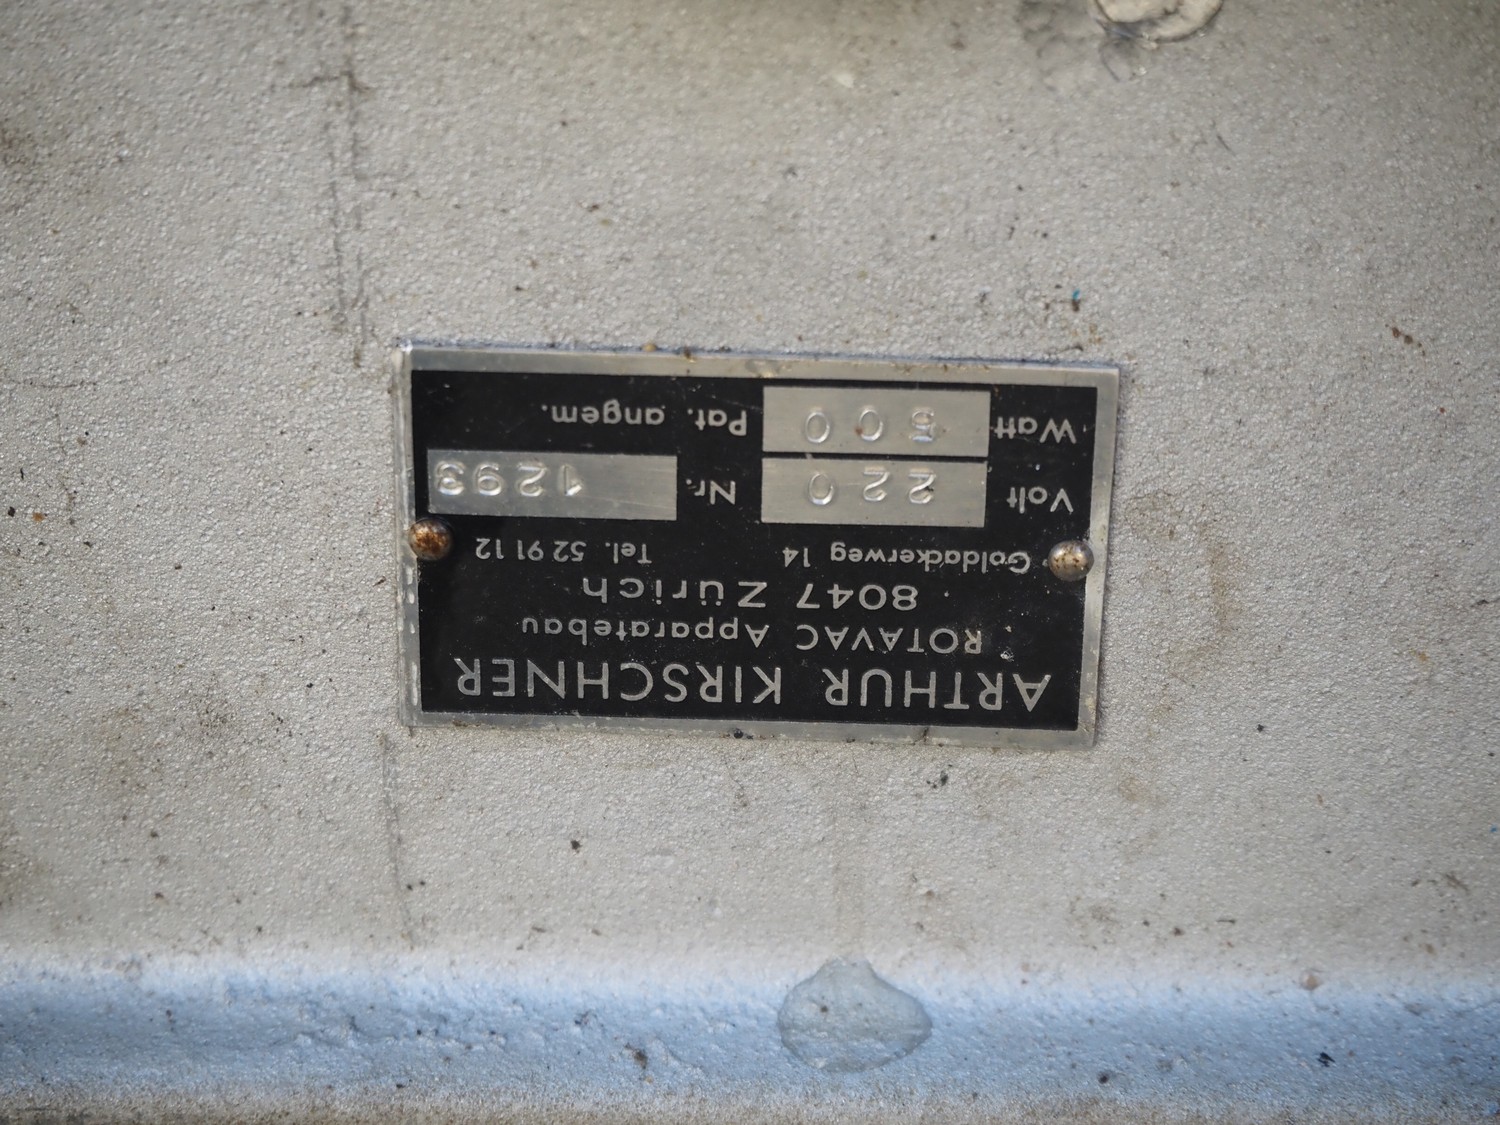 ARTHUR KIRSCHNER
ROTAVAC Apparatebau
8047 Zürich
Goldackerweg 14 Tel. 52 91 12
Volt 220 Nr. 1293
Watt 500 Pat. angem.